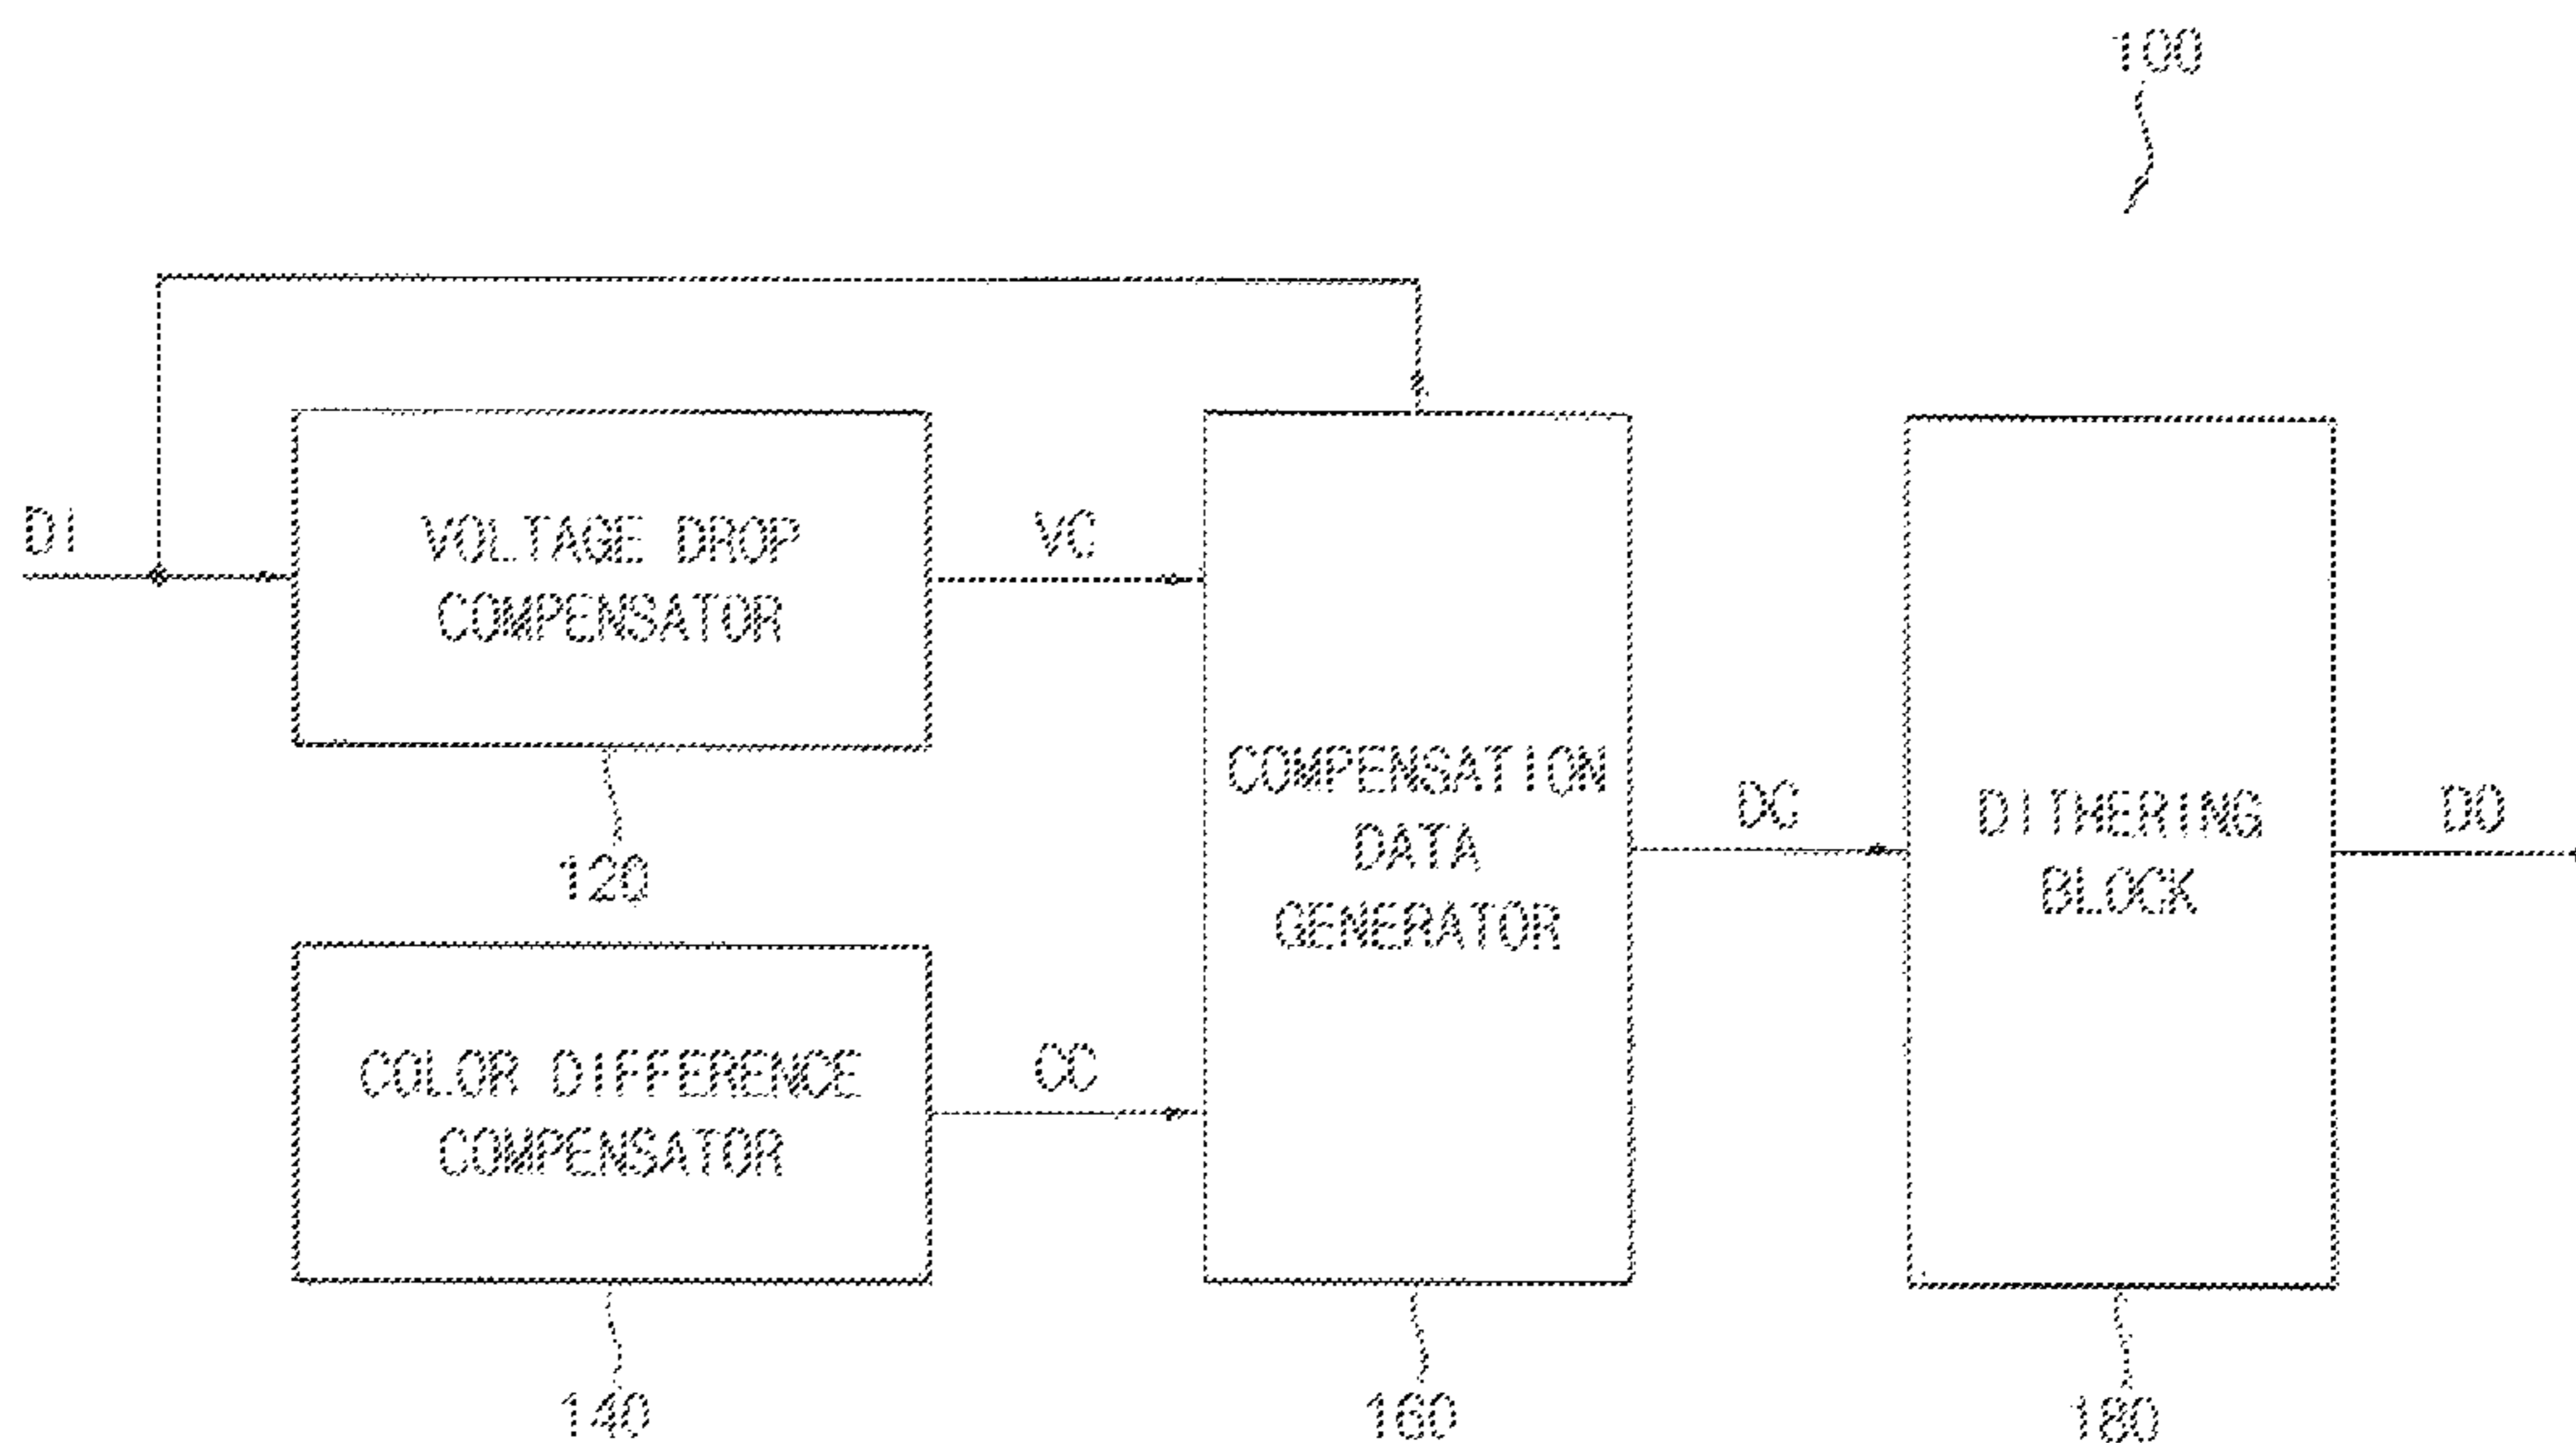 100
DI
VOLTAGE DROP
COMPENSATOR
VC
120
COLOR DIFFERENCE
COMPENSATOR
CC
140
COMPENSATION
DATA
GENERATOR
160
DC
DITHERING
BLOCK
180
DO